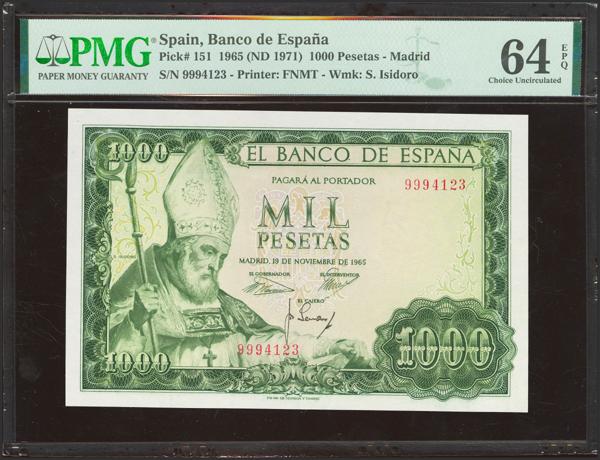 PMG
PAPER MONEY GUARANTY
Spain, Banco de España
Pick# 151 1965 (ND 1971) 1000 Pesetas - Madrid
S/N 9994123 - Printer: FNMT - Wmk: S. Isidoro
64 EPQ
Choice Uncirculated
1000
EL BANCO DE ESPAÑA
PAGARÁ AL PORTADOR
9994123
MIL
PESETAS
MADRID, 19 DE NOVIEMBRE DE 1965
EL GOBERNADOR
EL INTERVENTOR
EL CAJERO
S. ISIDORO
9994123
1000
1000